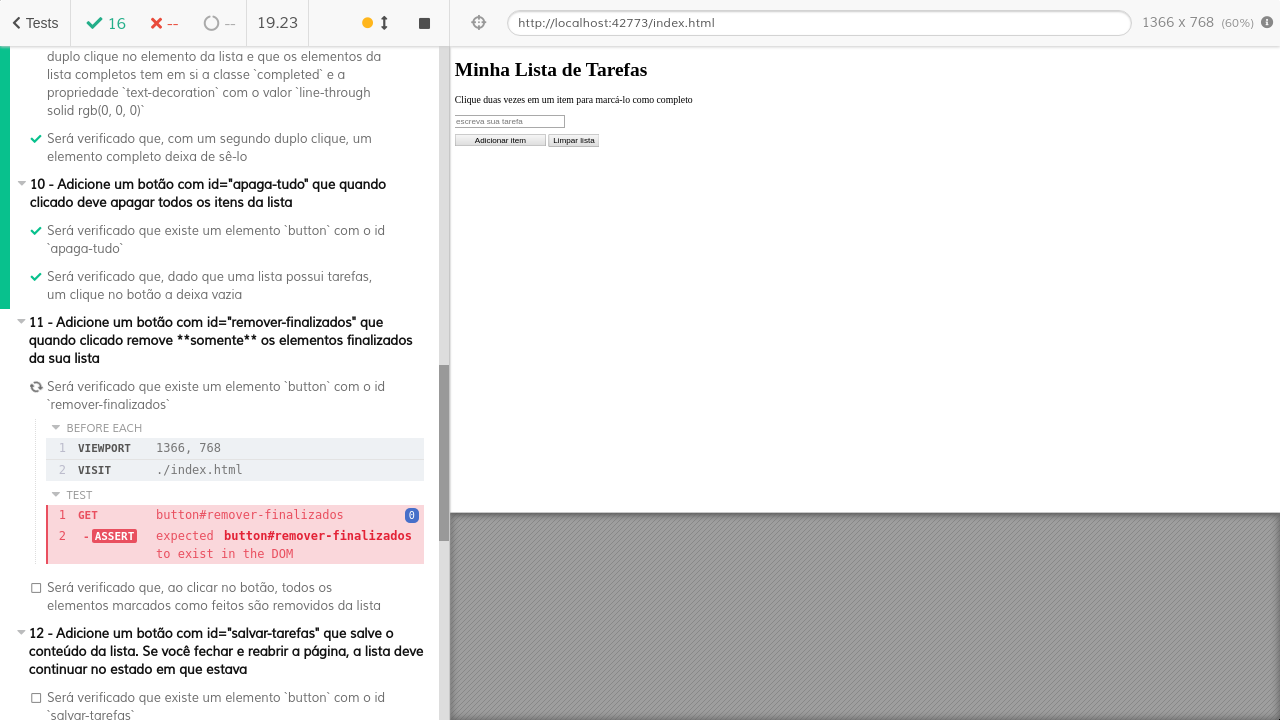 Tests
16
--
--
19.23
http://localhost:42773/index.html
1366 x 768 (60%)
duplo clique no elemento da lista e que os elementos da
lista completos tem em si a classe `completed` e a
propriedade `text-decoration` com o valor `line-through
solid rgb(0, 0, 0)`
Será verificado que, com um segundo duplo clique, um
elemento completo deixa de sê-lo
10 - Adicione um botão com id="apaga-tudo" que quando
clicado deve apagar todos os itens da lista
Será verificado que existe um elemento `button` com o id
`apaga-tudo`
Será verificado que, dado que uma lista possui tarefas,
um clique no botão a deixa vazia
11 - Adicione um botão com id="remover-finalizados" que
quando clicado remove **somente** os elementos finalizados
da sua lista
Será verificado que existe um elemento `button` com o id
`remover-finalizados`
BEFORE EACH
1 VIEWPORT 1366, 768
2 VISIT ./index.html
TEST
1 GET button#remover-finalizados 0
2 -ASSERT expected button#remover-finalizados
to exist in the DOM
Será verificado que, ao clicar no botão, todos os
elementos marcados como feitos são removidos da lista
12 - Adicione um botão com id="salvar-tarefas" que salve o
conteúdo da lista. Se você fechar e reabrir a página, a lista deve
continuar no estado em que estava
Será verificado que existe um elemento `button` com o id
`salvar-tarefas`
Minha Lista de Tarefas
Clique duas vezes em um item para marcá-lo como completo
escreva sua tarefa
Adicionar item Limpar lista